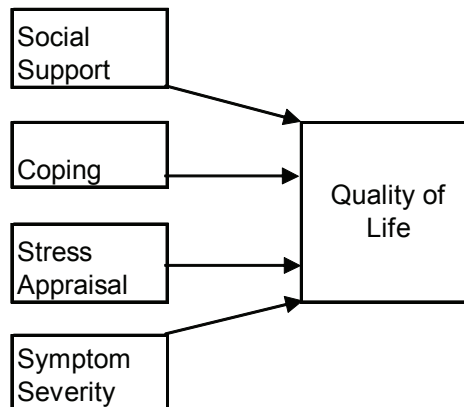 Social
Support
Coping
Stress
Appraisal
Symptom
Severity
Quality of
Life